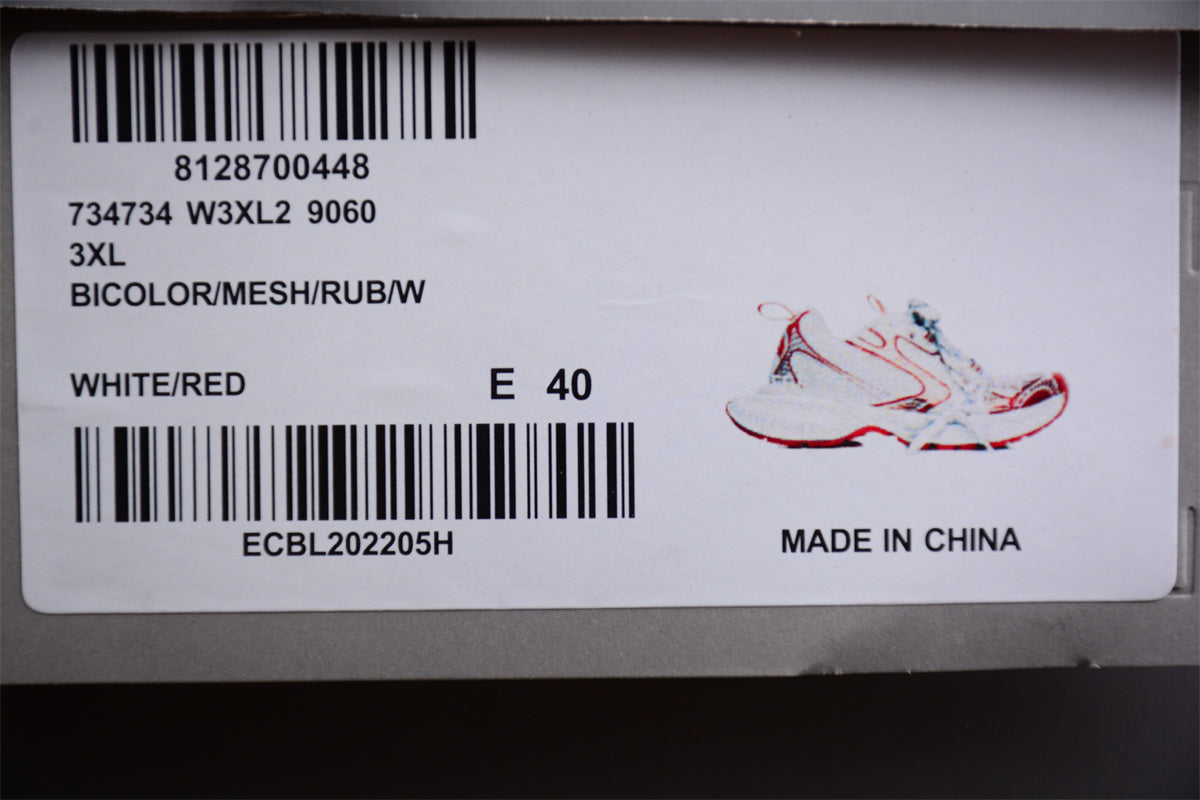 8128700448
734734 W3XL2 9060
3XL
BICOLOR/MESH/RUB/W
WHITE/RED E 40
ECBL202205H
MADE IN CHINA